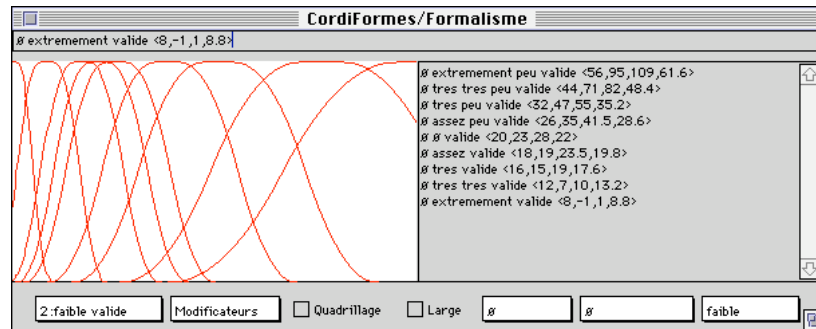 CordiFormes/Formalisme
ø extremement valide <8,-1,1,8.8>
ø extremement peu valide <56,95,109,61.6>
ø tres tres peu valide <44,71,82,48.4>
ø tres peu valide <32,47,55,35.2>
ø assez peu valide <26,35,41.5,28.6>
ø ø valide <20,23,28,22>
ø assez valide <18,19,23.5,19.8>
ø tres valide <16,15,19,17.6>
ø tres tres valide <12,7,10,13.2>
ø extremement valide <8,-1,1,8.8>
2:faible valide Modificateurs Quadrillage Large ø ø faible